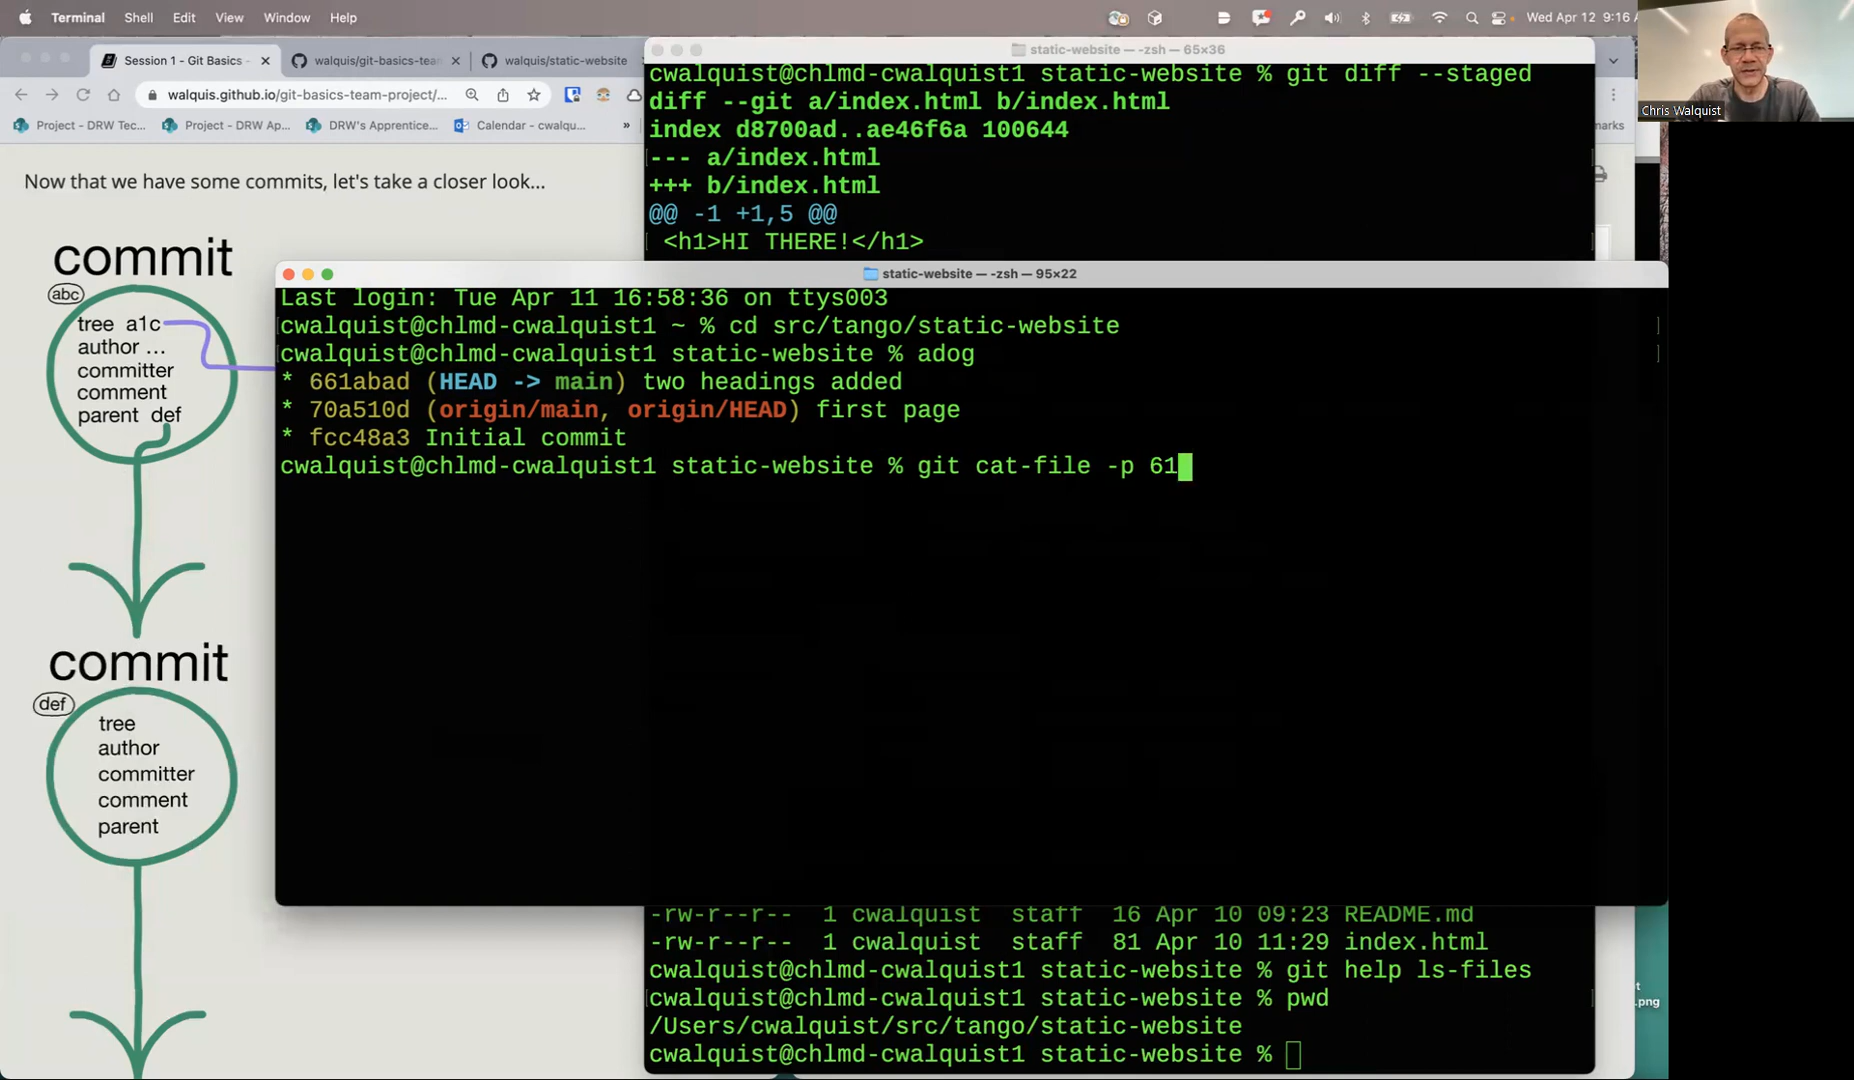 Terminal Shell Edit View Window Help
Wed Apr 12 9:16
Session 1 - Git Basics -
walquis/git-basics-tea
walquis/static-website
walquis.github.io/git-basics-team-project/...
Project - DRW Tec...
Project - DRW Ap...
DRW's Apprentice...
Calendar - cwalqu...
»
marks
Chris Walquist
Now that we have some commits, let's take a closer look...
commit
abc
tree a1c
author ...
committer
comment
parent def
commit
def
tree
author
committer
comment
parent
static-website — -zsh — 65×36
cwalquist@chlmd-cwalquist1 static-website % git diff --staged
diff --git a/index.html b/index.html
index d8700ad..ae46f6a 100644
--- a/index.html
+++ b/index.html
@@ -1 +1,5 @@
<h1>HI THERE!</h1>
static-website — -zsh — 95×22
Last login: Tue Apr 11 16:58:36 on ttys003
cwalquist@chlmd-cwalquist1 ~ % cd src/tango/static-website
cwalquist@chlmd-cwalquist1 static-website % adog
* 661abad (HEAD -> main) two headings added
* 70a510d (origin/main, origin/HEAD) first page
* fcc48a3 Initial commit
cwalquist@chlmd-cwalquist1 static-website % git cat-file -p 61
-rw-r--r-- 1 cwalquist staff 16 Apr 10 09:23 README.md
-rw-r--r-- 1 cwalquist staff 81 Apr 10 11:29 index.html
cwalquist@chlmd-cwalquist1 static-website % git help ls-files
cwalquist@chlmd-cwalquist1 static-website % pwd
/Users/cwalquist/src/tango/static-website
cwalquist@chlmd-cwalquist1 static-website %
.png